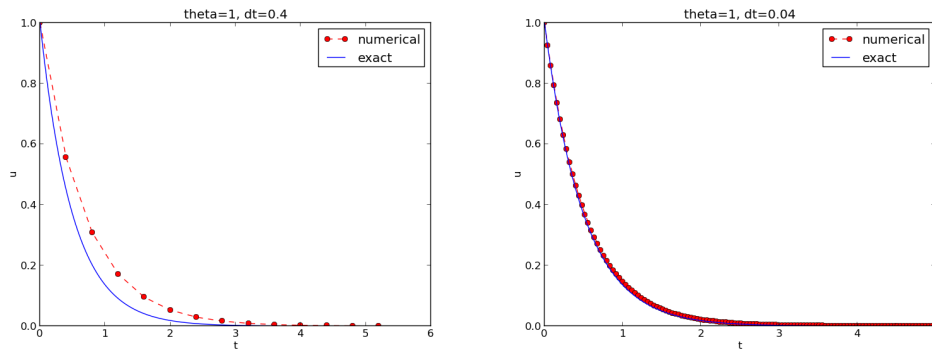 theta=1, dt=0.4
1.0
0.8
0.6
0.4
0.2
0.0
u
0 1 2 3 4 5 6
t
numerical
exact
theta=1, dt=0.04
1.0
0.8
0.6
0.4
0.2
0.0
u
0 1 2 3 4
t
numerical
exact